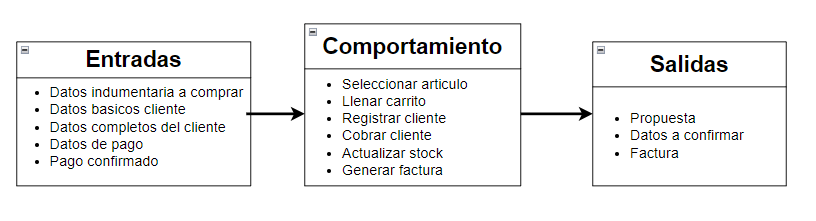 Entradas
Datos indumentaria a comprar
Datos basicos cliente
Datos completos del cliente
Datos de pago
Pago confirmado
Comportamiento
Seleccionar articulo
Llenar carrito
Registrar cliente
Cobrar cliente
Actualizar stock
Generar factura
Salidas
Propuesta
Datos a confirmar
Factura